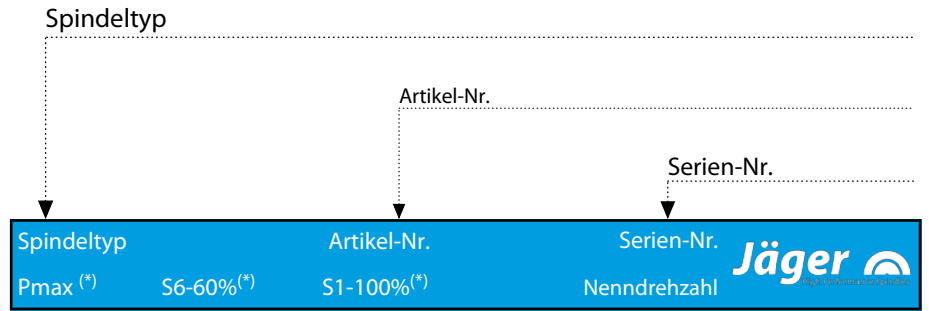 Spindeltyp
Artikel-Nr.
Serien-Nr.
Spindeltyp Artikel-Nr. Serien-Nr.
Jäger
Pmax (*) S6-60%(*) S1-100%(*) Nenndrehzahl